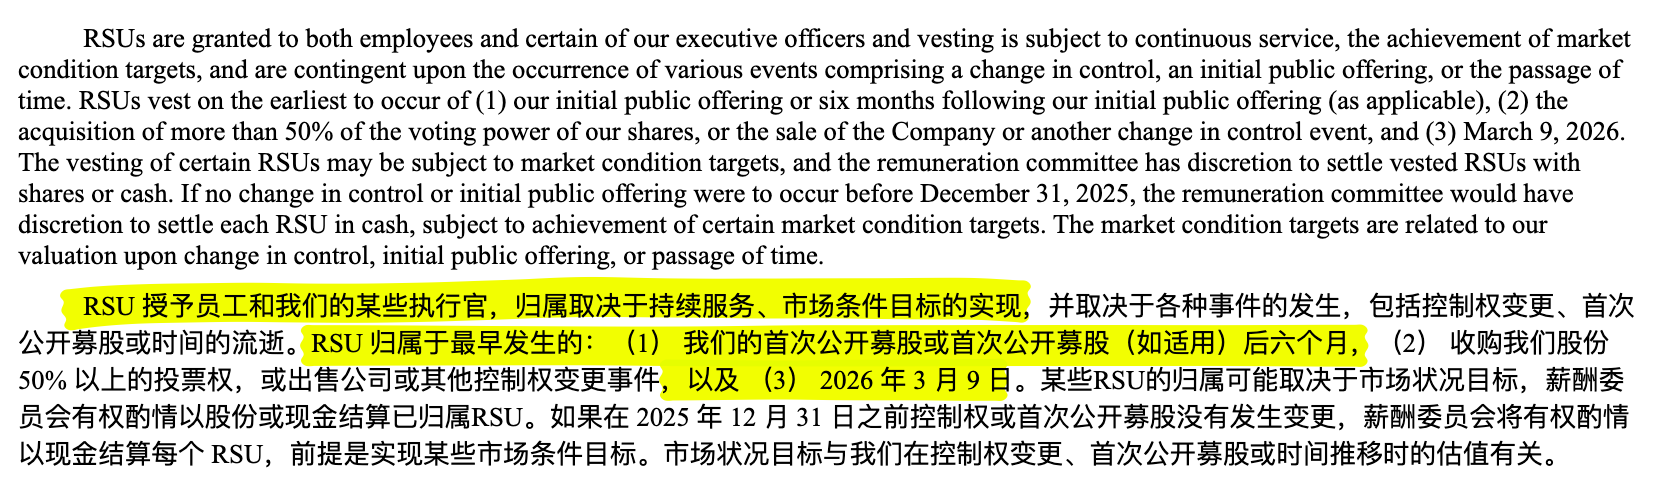 RSUs are granted to both employees and certain of our executive officers and vesting is subject to continuous service, the achievement of market
condition targets, and are contingent upon the occurrence of various events comprising a change in control, an initial public offering, or the passage of
time. RSUs vest on the earliest to occur of (1) our initial public offering or six months following our initial public offering (as applicable), (2) the
acquisition of more than 50% of the voting power of our shares, or the sale of the Company or another change in control event, and (3) March 9, 2026.
The vesting of certain RSUs may be subject to market condition targets, and the remuneration committee has discretion to settle vested RSUs with
shares or cash. If no change in control or initial public offering were to occur before December 31, 2025, the remuneration committee would have
discretion to settle each RSU in cash, subject to achievement of certain market condition targets. The market condition targets are related to our
valuation upon change in control, initial public offering, or passage of time.
RSU 授予员工和我们的某些执行官，归属取决于持续服务、市场条件目标的实现，并取决于各种事件的发生，包括控制权变更、首次
公开募股或时间的流逝。RSU 归属于最早发生的：（1） 我们的首次公开募股或首次公开募股（如适用）后六个月，（2） 收购我们股份
50% 以上的投票权，或出售公司或其他控制权变更事件，以及 （3） 2026 年 3 月 9 日。某些RSU的归属可能取决于市场状况目标，薪酬委
员会有权酌情以股份或现金结算已归属RSU。如果在 2025 年 12 月 31 日之前控制权或首次公开募股没有发生变更，薪酬委员会将有权酌情
以现金结算每个 RSU，前提是实现某些市场条件目标。市场状况目标与我们在控制权变更、首次公开募股或时间推移时的估值有关。